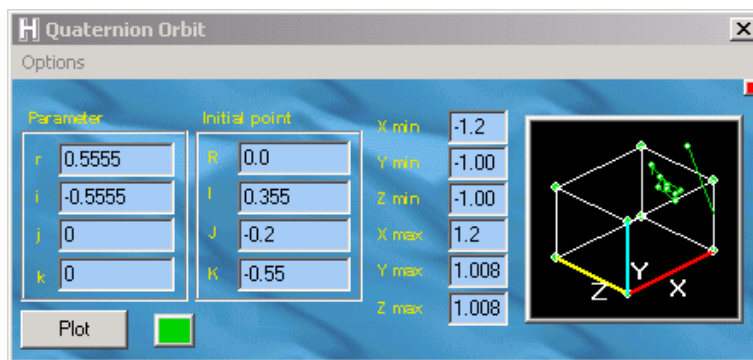 H Quaternion Orbit
Options
Parameter
r 0.5555
i -0.5555
j 0
k 0
Initial point
R 0.0
I 0.355
J -0.2
K -0.55
X min -1.2
Y min -1.00
Z min -1.00
X max 1.2
Y max 1.008
Z max 1.008
Z Y X
Plot